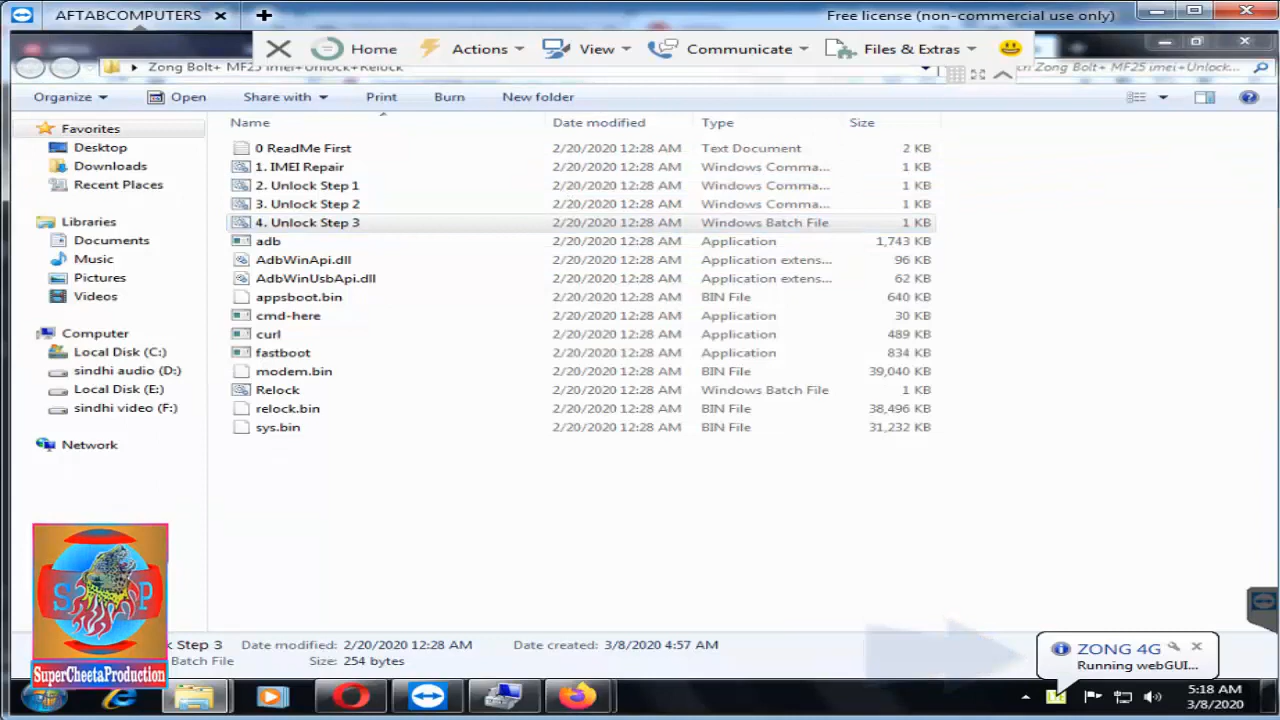 AFTABCOMPUTERS
Free license (non-commercial use only)
Home Actions View Communicate Files & Extras
Zong Bolt+ MF25 imei+Unlock+Relock
Zong Bolt+ MF25 imei+Unlock...
Organize Open Share with Print Burn New folder
Name Date modified Type Size
0 ReadMe First 2/20/2020 12:28 AM Text Document 2 KB
1. IMEI Repair 2/20/2020 12:28 AM Windows Comma... 1 KB
2. Unlock Step 1 2/20/2020 12:28 AM Windows Comma... 1 KB
3. Unlock Step 2 2/20/2020 12:28 AM Windows Comma... 1 KB
4. Unlock Step 3 2/20/2020 12:28 AM Windows Batch File 1 KB
adb 2/20/2020 12:28 AM Application 1,743 KB
AdbWinApi.dll 2/20/2020 12:28 AM Application extens... 96 KB
AdbWinUsbApi.dll 2/20/2020 12:28 AM Application extens... 62 KB
appsboot.bin 2/20/2020 12:28 AM BIN File 640 KB
cmd-here 2/20/2020 12:28 AM Application 30 KB
curl 2/20/2020 12:28 AM Application 489 KB
fastboot 2/20/2020 12:28 AM Application 834 KB
modem.bin 2/20/2020 12:28 AM BIN File 39,040 KB
Relock 2/20/2020 12:28 AM Windows Batch File 1 KB
relock.bin 2/20/2020 12:28 AM BIN File 38,496 KB
sys.bin 2/20/2020 12:28 AM BIN File 31,232 KB
Favorites
Desktop
Downloads
Recent Places
Libraries
Documents
Music
Pictures
Videos
Computer
Local Disk (C:)
sindhi audio (D:)
Local Disk (E:)
sindhi video (F:)
Network
S P
SuperCheetaProduction
Step 3 Date modified: 2/20/2020 12:28 AM Date created: 3/8/2020 4:57 AM
Batch File Size: 254 bytes
ZONG 4G
Running webGUI...
5:18 AM
3/8/2020